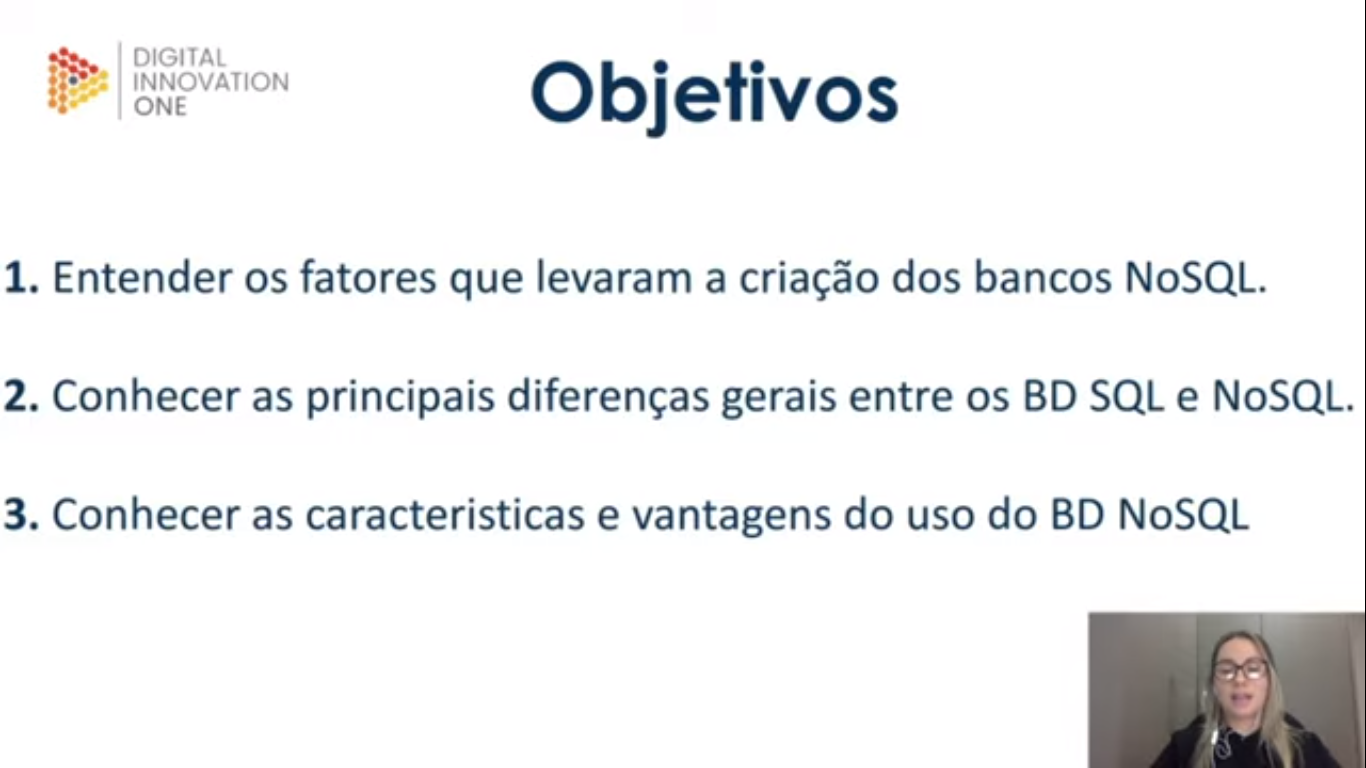 DIGITAL
INNOVATION
ONE
Objetivos
1. Entender os fatores que levaram a criação dos bancos NoSQL.
2. Conhecer as principais diferenças gerais entre os BD SQL e NoSQL.
3. Conhecer as caracteristicas e vantagens do uso do BD NoSQL